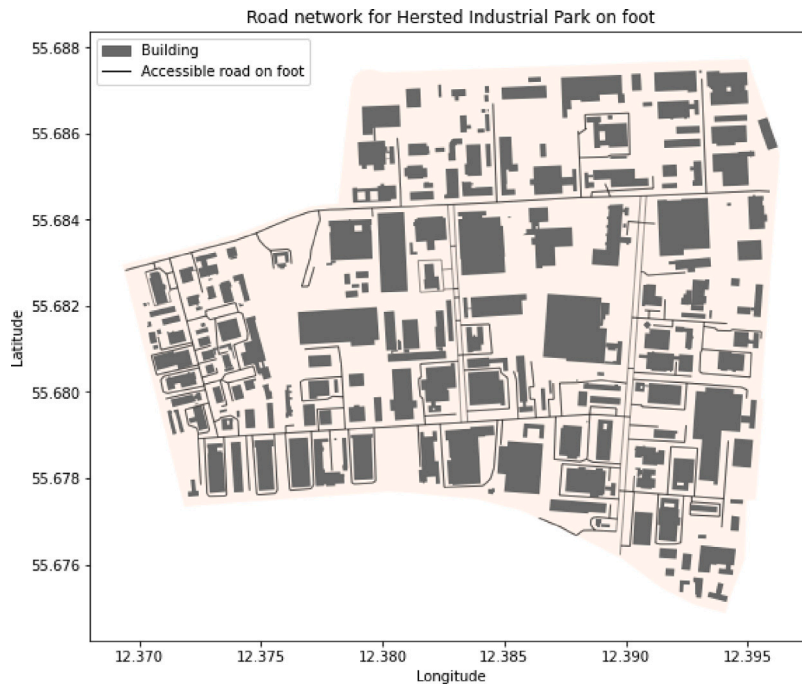 Road network for Hersted Industrial Park on foot
Building
Accessible road on foot
55.688
55.686
55.684
55.682
55.680
55.678
55.676
Latitude
12.370 12.375 12.380 12.385 12.390 12.395
Longitude